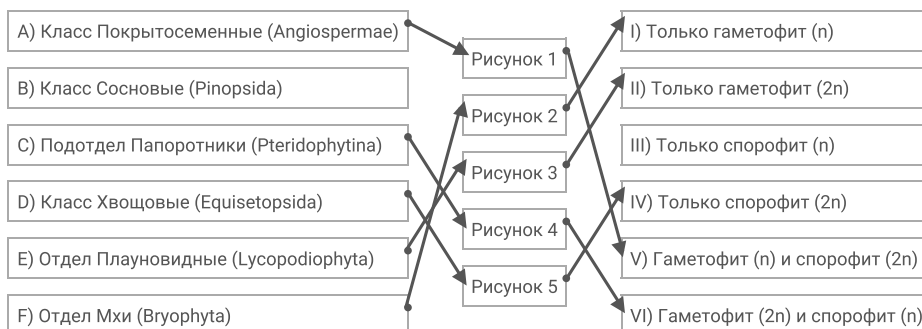 A) Класс Покрытосеменные (Angiospermae)
B) Класс Сосновые (Pinopsida)
C) Подотдел Папоротники (Pteridophytina)
D) Класс Хвощовые (Equisetopsida)
E) Отдел Плауновидные (Lycopodiophyta)
F) Отдел Мхи (Bryophyta)
Рисунок 1
Рисунок 2
Рисунок 3
Рисунок 4
Рисунок 5
I) Только гаметофит (n)
II) Только гаметофит (2n)
III) Только спорофит (n)
IV) Только спорофит (2n)
V) Гаметофит (n) и спорофит (2n)
VI) Гаметофит (2n) и спорофит (n)